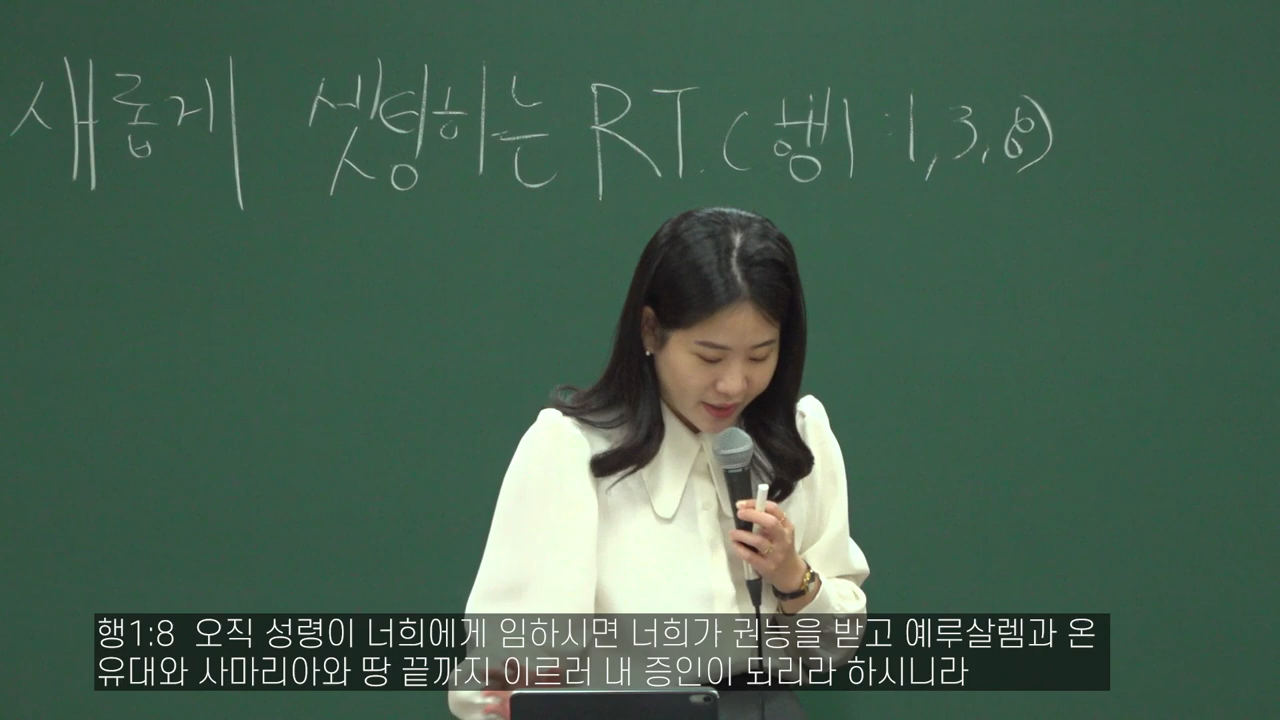 새롭게 셋팅하는 RT. (행1:1,3,8)
행1:8 오직 성령이 너희에게 임하시면 너희가 권능을 받고 예루살렘과 온
유대와 사마리아와 땅 끝까지 이르러 내 증인이 되리라 하시니라